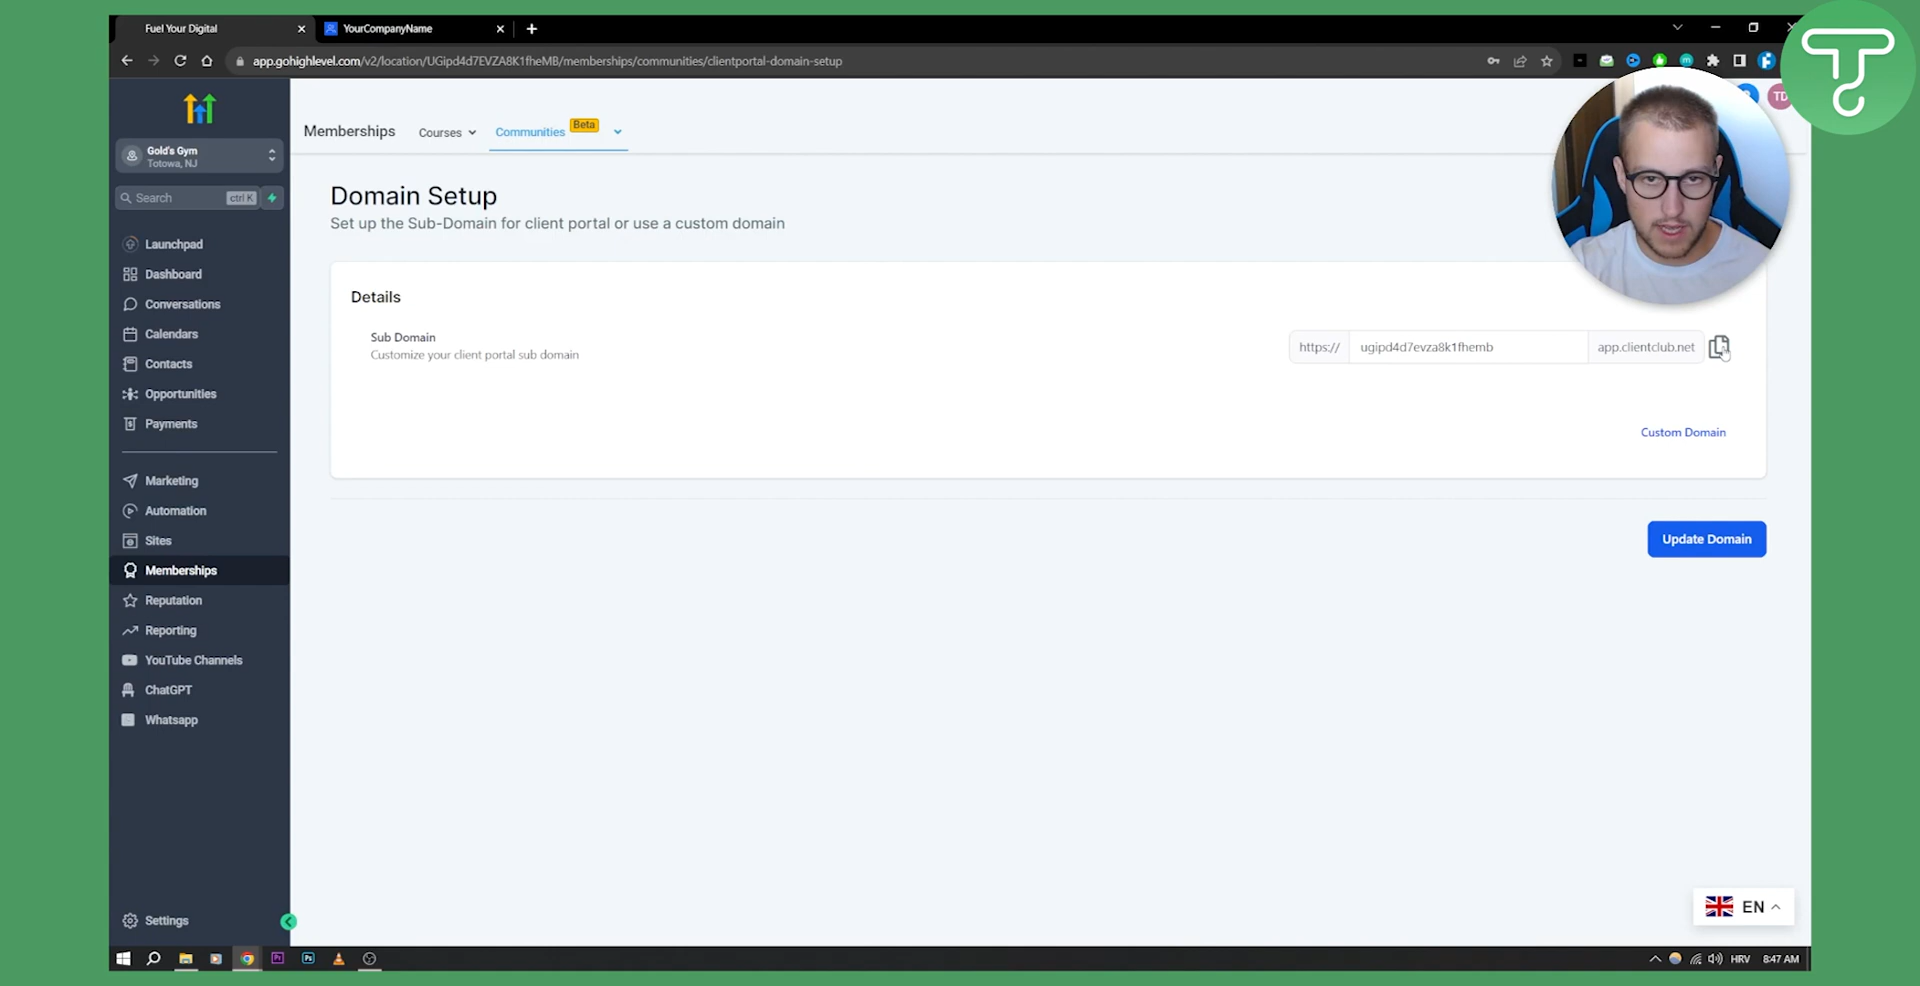 Fuel Your Digital
YourCompanyName
app.gohighlevel.com/v2/location/UGipd4d7EVZA8K1fheMB/memberships/communities/clientportal-domain-setup
Gold's Gym
Totowa, NJ
Search
ctrl K
Launchpad
Dashboard
Conversations
Calendars
Contacts
Opportunities
Payments
Marketing
Automation
Sites
Memberships
Reputation
Reporting
YouTube Channels
ChatGPT
Whatsapp
Settings
Memberships
Courses
Communities
Beta
TD
Domain Setup
Set up the Sub-Domain for client portal or use a custom domain
Details
Sub Domain
Customize your client portal sub domain
https://
ugipd4d7evza8k1fhemb
app.clientclub.net
Custom Domain
Update Domain
EN
HRV
8:47 AM